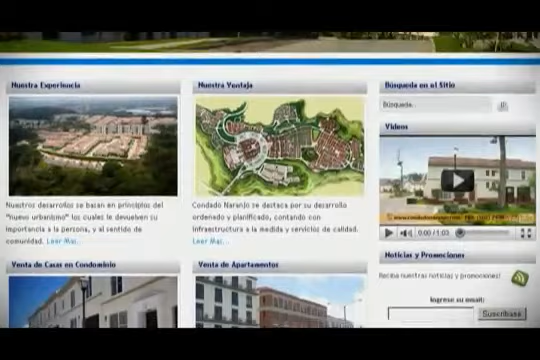 Nuestra Experiencia
Nuestros desarrollos se basan en principios del
"nuevo urbanismo" los cuales le devuelven su
importancia a la persona, y al sentido de
comunidad. Leer Mas...
Venta de Casas en Condominio
Nuestra Ventaja
Condado Naranjo se destaca por su desarrollo
ordenado y planificado, contando con
infraestructura a la medida y servicios de calidad.
Leer Mas...
Venta de Apartamentos
Búsqueda en el Sitio
Búsqueda...
Videos
0:00 / 1:03
Noticias y Promociones
Reciba nuestras noticias y promociones!
Ingrese su email:
Suscribase